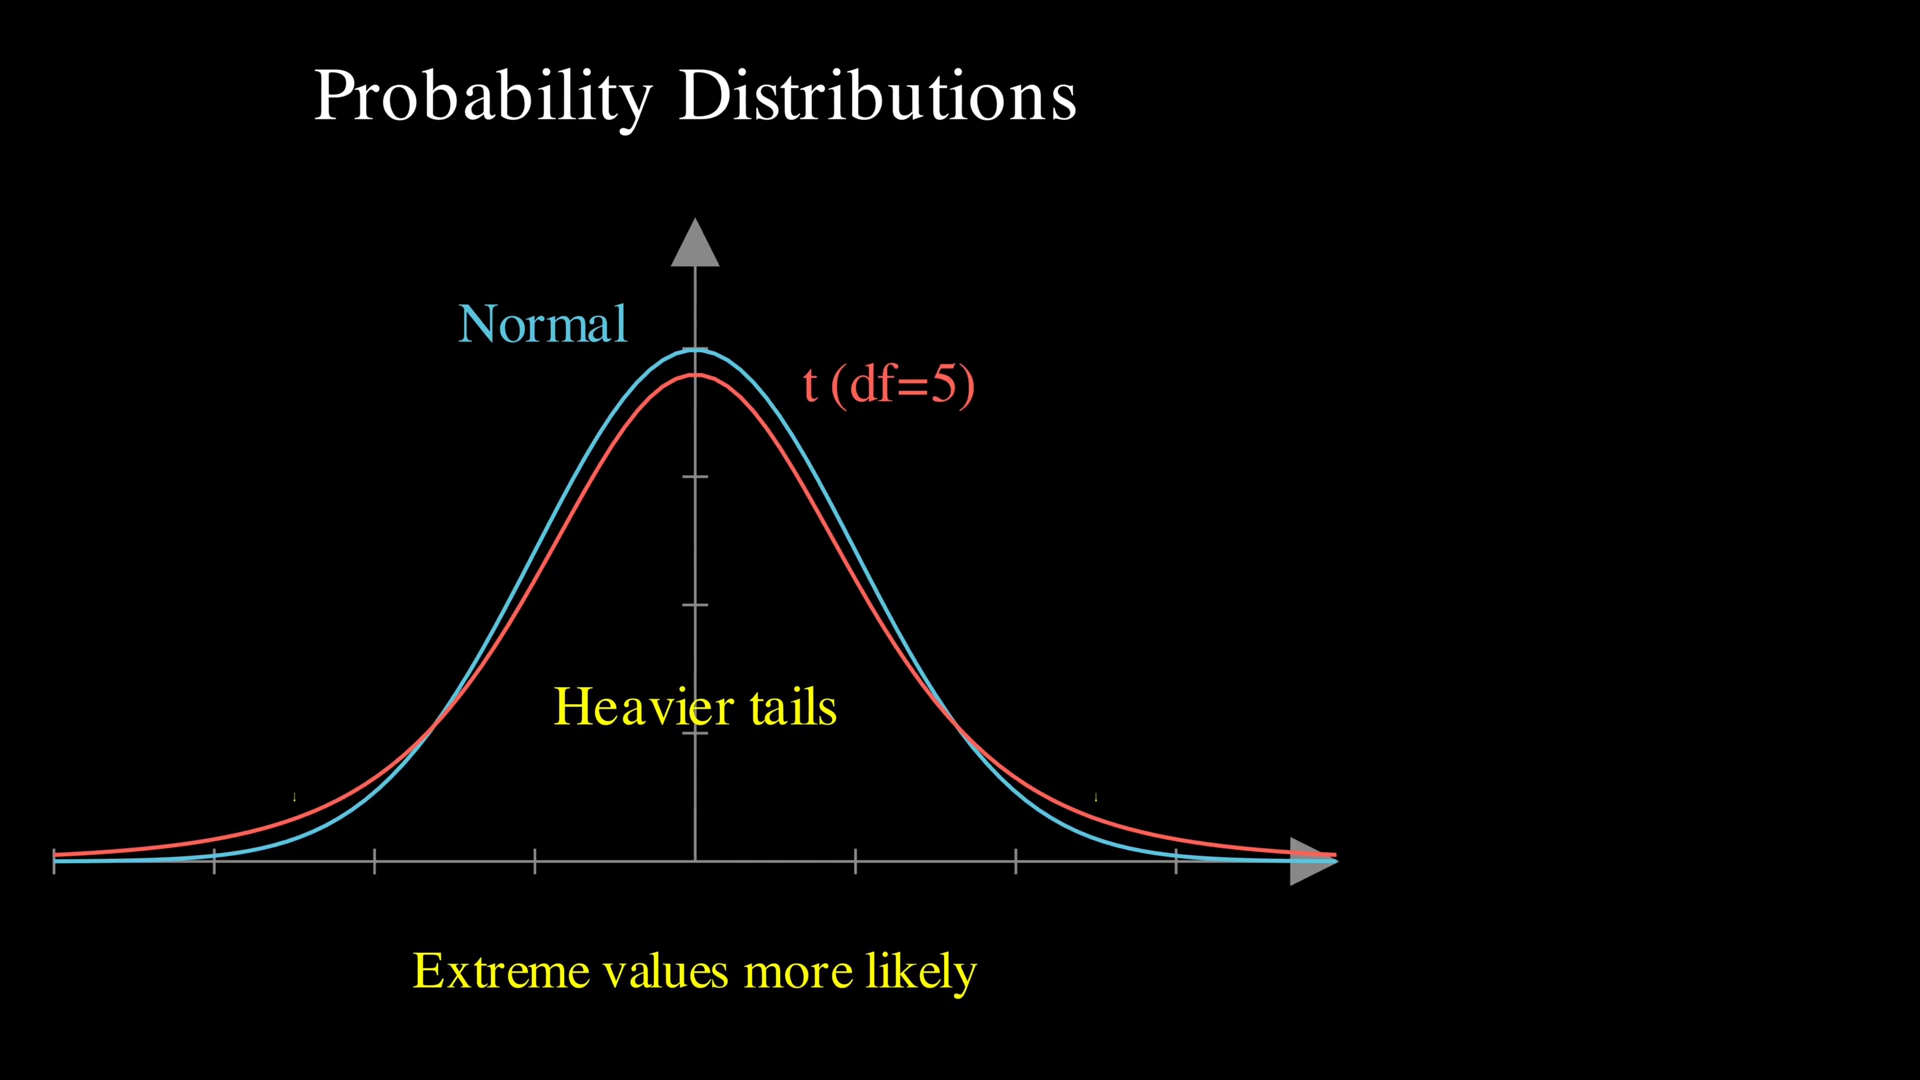 Probability Distributions
Normal
t (df=5)
Heavier tails
Extreme values more likely